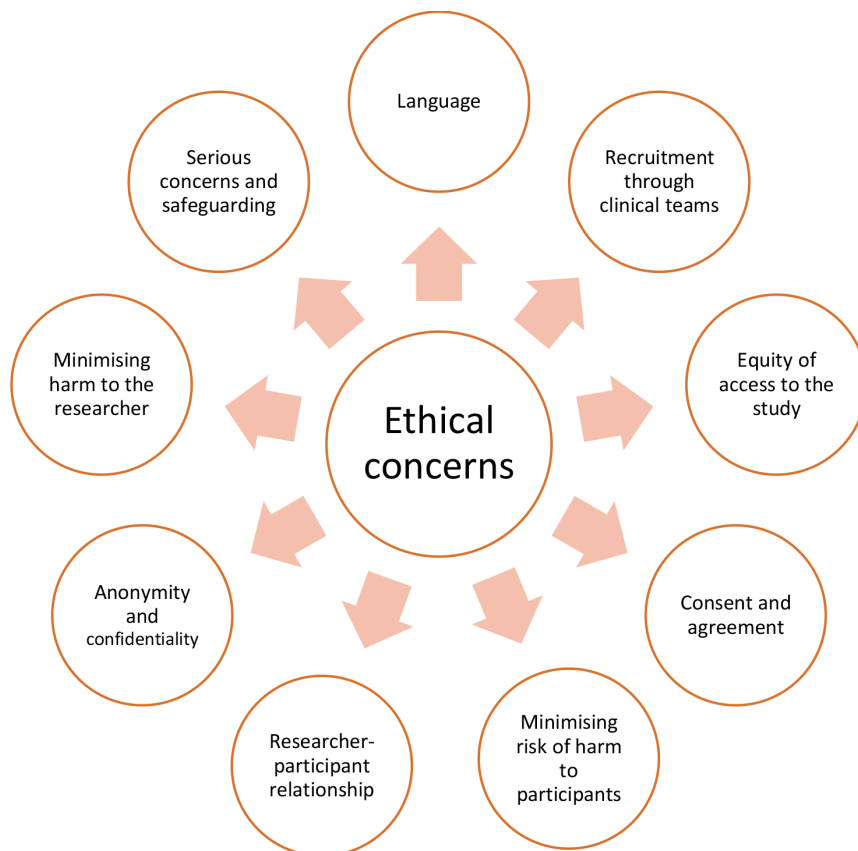 Language
Recruitment
through
clinical teams
Equity of
access to the
study
Consent and
agreement
Minimising
risk of harm
to
participants
Researcher-
participant
relationship
Anonymity
and
confidentiality
Minimising
harm to the
researcher
Serious
concerns and
safeguarding
Ethical
concerns